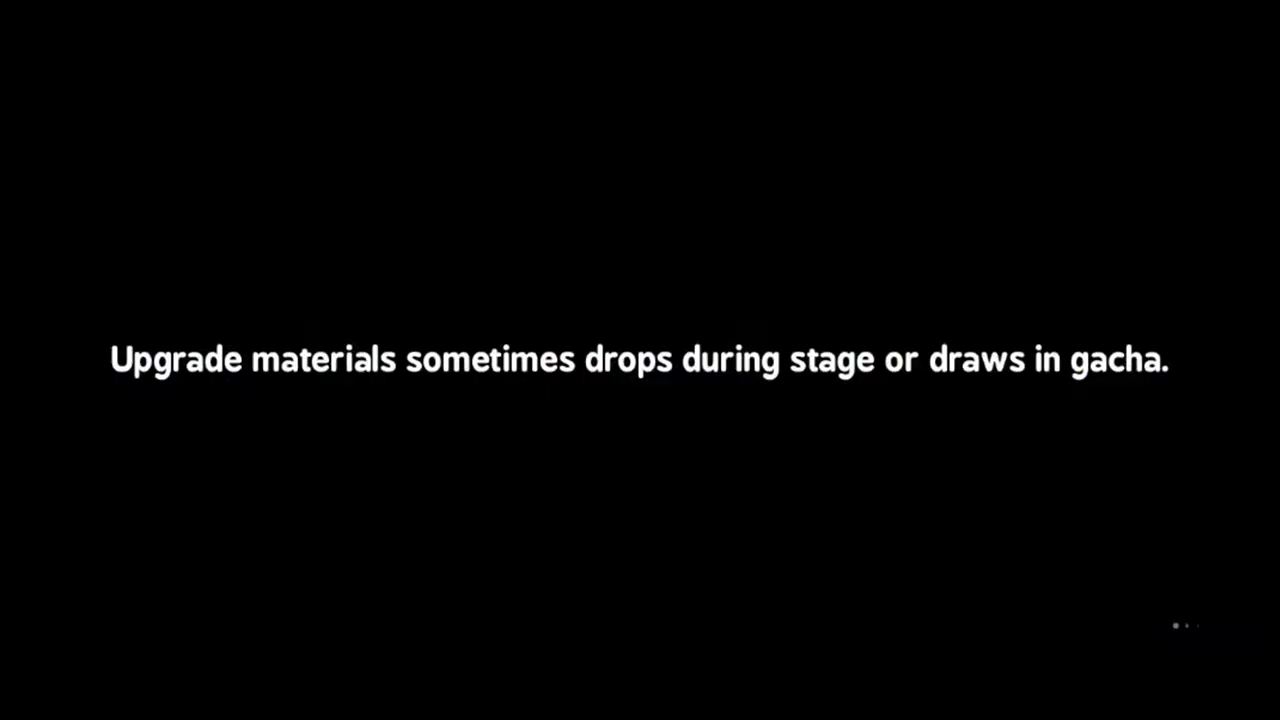 Upgrade materials sometimes drops during stage or draws in gacha.